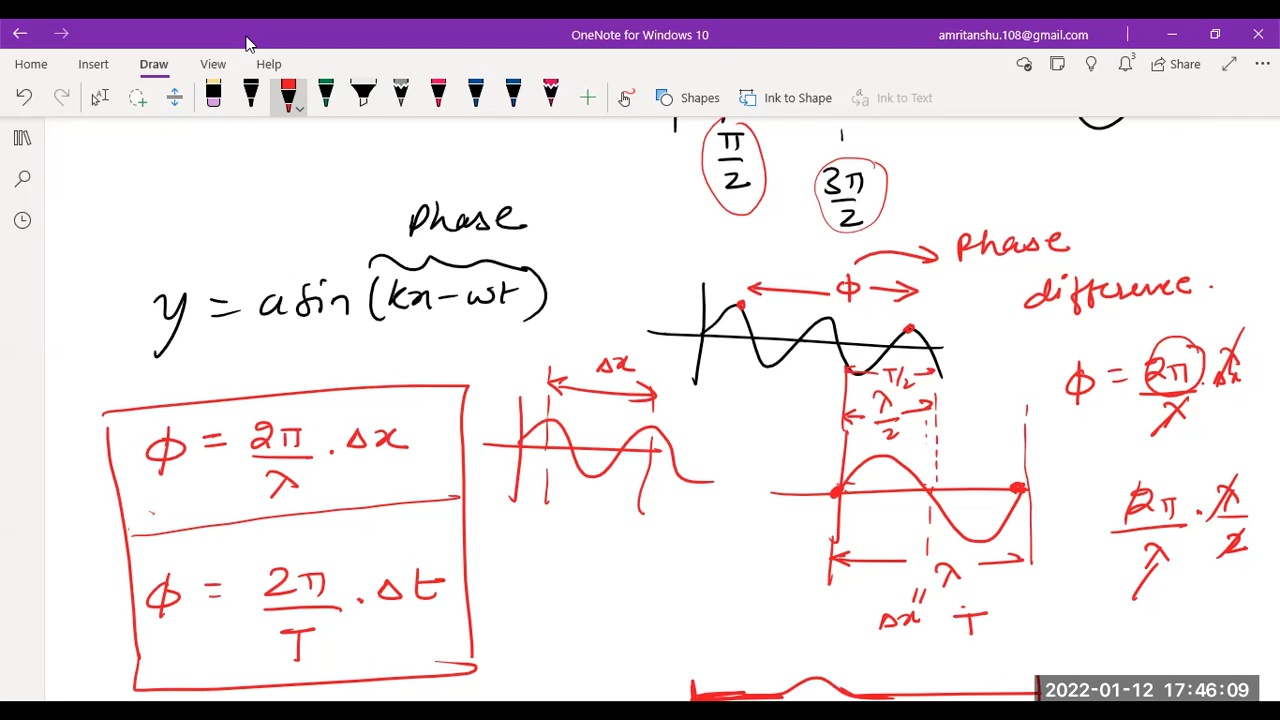 OneNote for Windows 10
amritanshu.108@gmail.com
Home Insert Draw View Help
Share
Shapes
Ink to Shape
Ink to Text
π/2
3π/2
Phase
y = a sin (kx - wt)
Phase
difference.
Φ
Δx
Φ = 2π/λ . Δx
Φ = 2π/T . Δt
T/2
λ/2
λ
Δx" T
Φ = 2π/λ . Δx
2π/λ . λ/2
2022-01-12 17:46:09